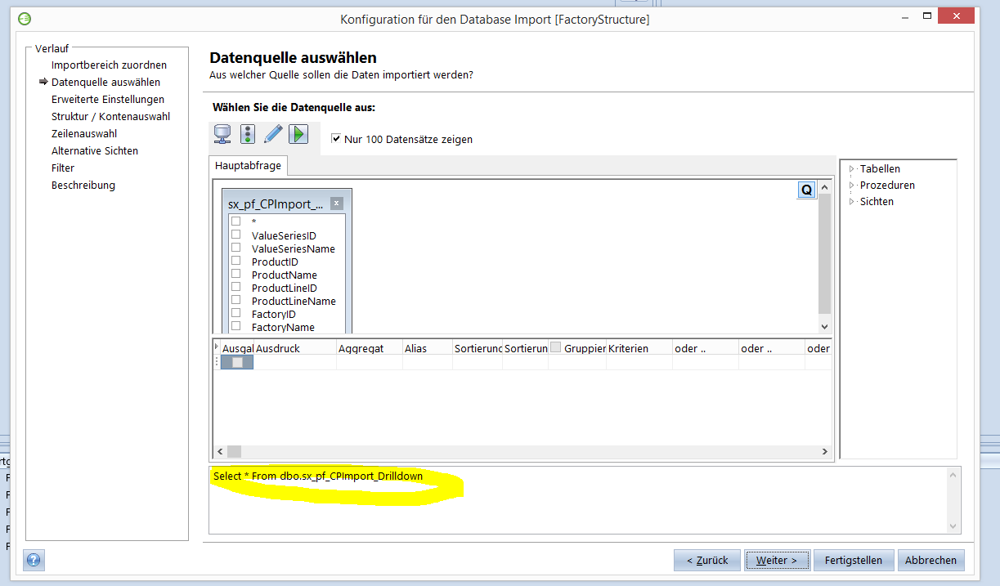 Konfiguration für den Database Import [FactoryStructure]
Verlauf
Importbereich zuordnen
Datenquelle auswählen
Erweiterte Einstellungen
Struktur / Kontenauswahl
Zeilenauswahl
Alternative Sichten
Filter
Beschreibung
Datenquelle auswählen
Aus welcher Quelle sollen die Daten importiert werden?
Wählen Sie die Datenquelle aus:
Nur 100 Datensätze zeigen
Hauptabfrage
Q
sx_pf_CPImport_... x
*
ValueSeriesID
ValueSeriesName
ProductID
ProductName
ProductLineID
ProductLineName
FactoryID
FactoryName
Tabellen
Prozeduren
Sichten
Ausgal Ausdruck Aggregat Alias Sortierunc Sortierun Gruppier Kriterien oder .. oder .. oder
Select * From dbo.sx_pf_CPImport_Drilldown
? < Zurück Weiter > Fertigstellen Abbrechen